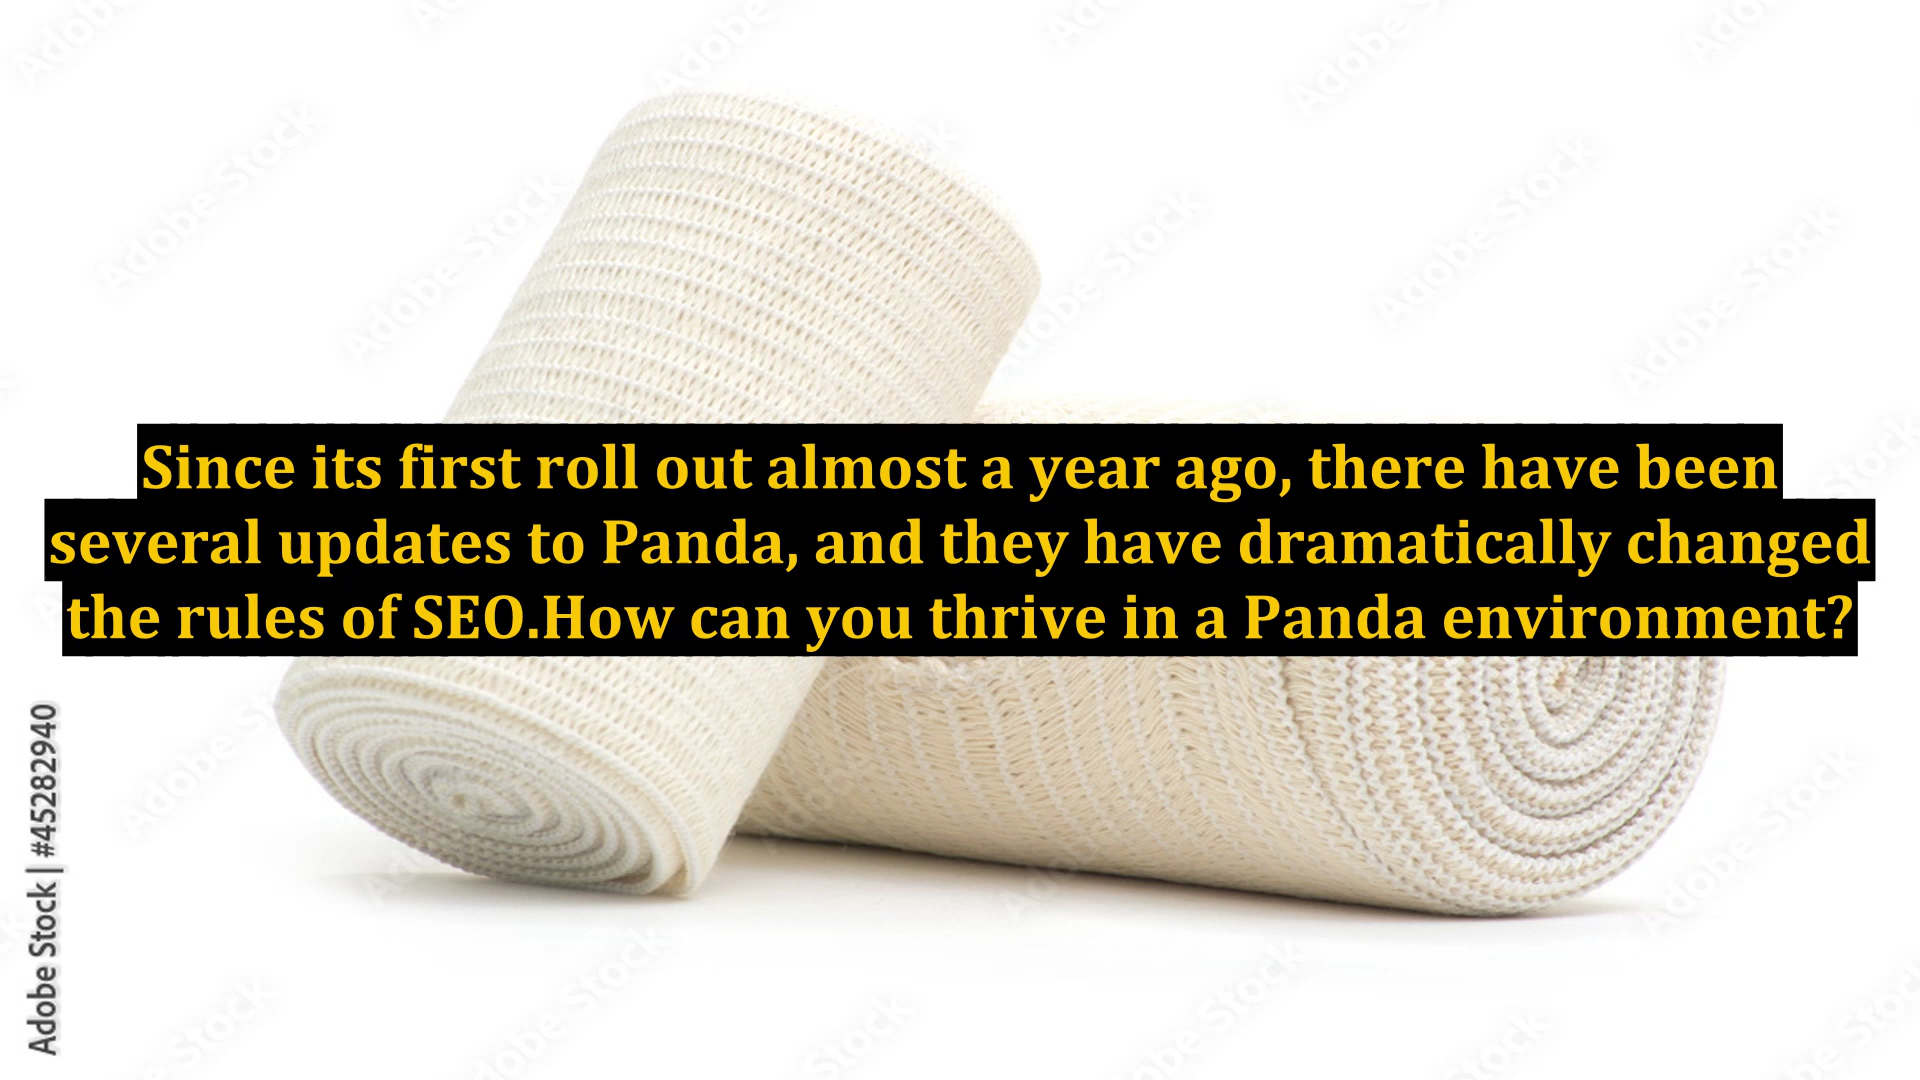 Since its first roll out almost a year ago, there have been
several updates to Panda, and they have dramatically changed
the rules of SEO.How can you thrive in a Panda environment?
Adobe Stock | #45282940